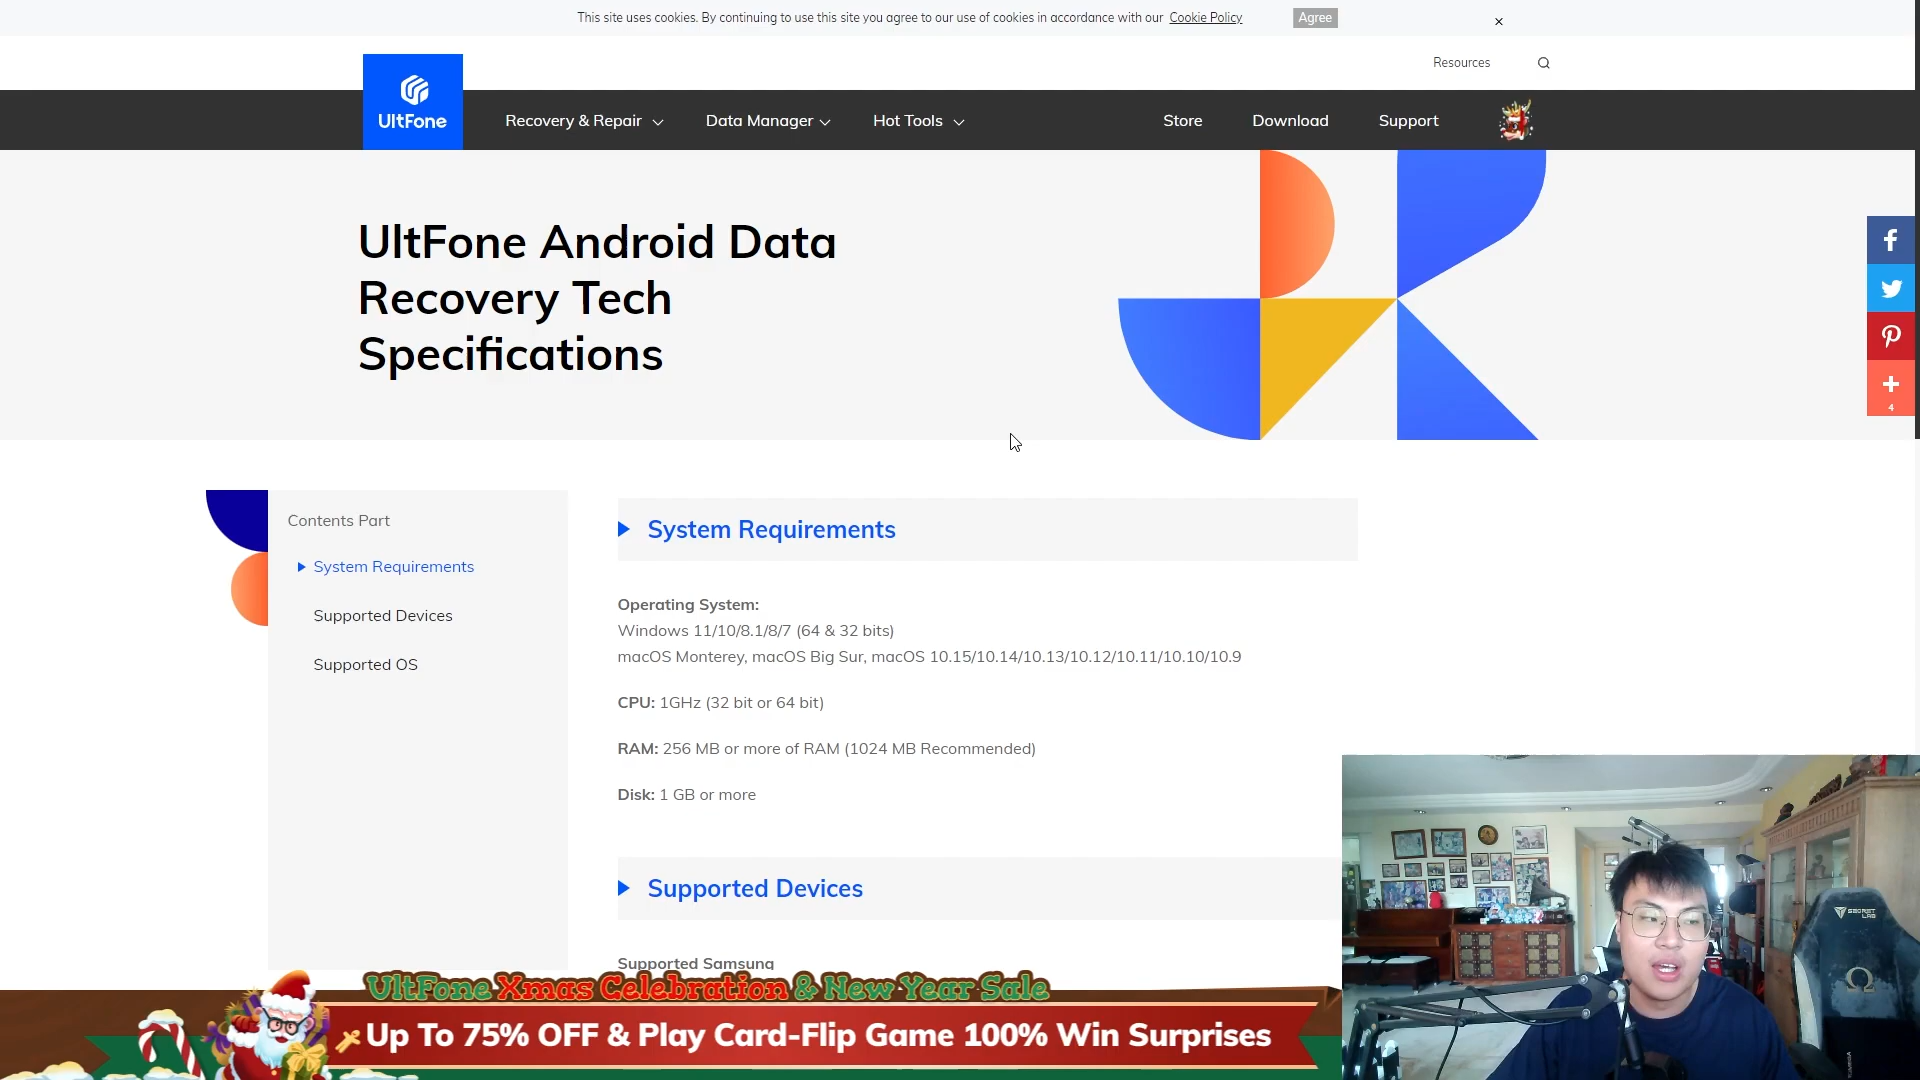 This site uses cookies. By continuing to use this site you agree to our use of cookies in accordance with our Cookie Policy
Agree
×
Resources
UltFone
Recovery & Repair
Data Manager
Hot Tools
Store
Download
Support
UltFone Android Data
Recovery Tech
Specifications
4
Contents Part
System Requirements
Supported Devices
Supported OS
System Requirements
Operating System:
Windows 11/10/8.1/8/7 (64 & 32 bits)
macOS Monterey, macOS Big Sur, macOS 10.15/10.14/10.13/10.12/10.11/10.10/10.9
CPU: 1GHz (32 bit or 64 bit)
RAM: 256 MB or more of RAM (1024 MB Recommended)
Disk: 1 GB or more
Supported Devices
Supported Samsung
UltFone Xmas Celebration & New Year Sale
Up To 75% OFF & Play Card-Flip Game 100% Win Surprises
SECRET
LAB